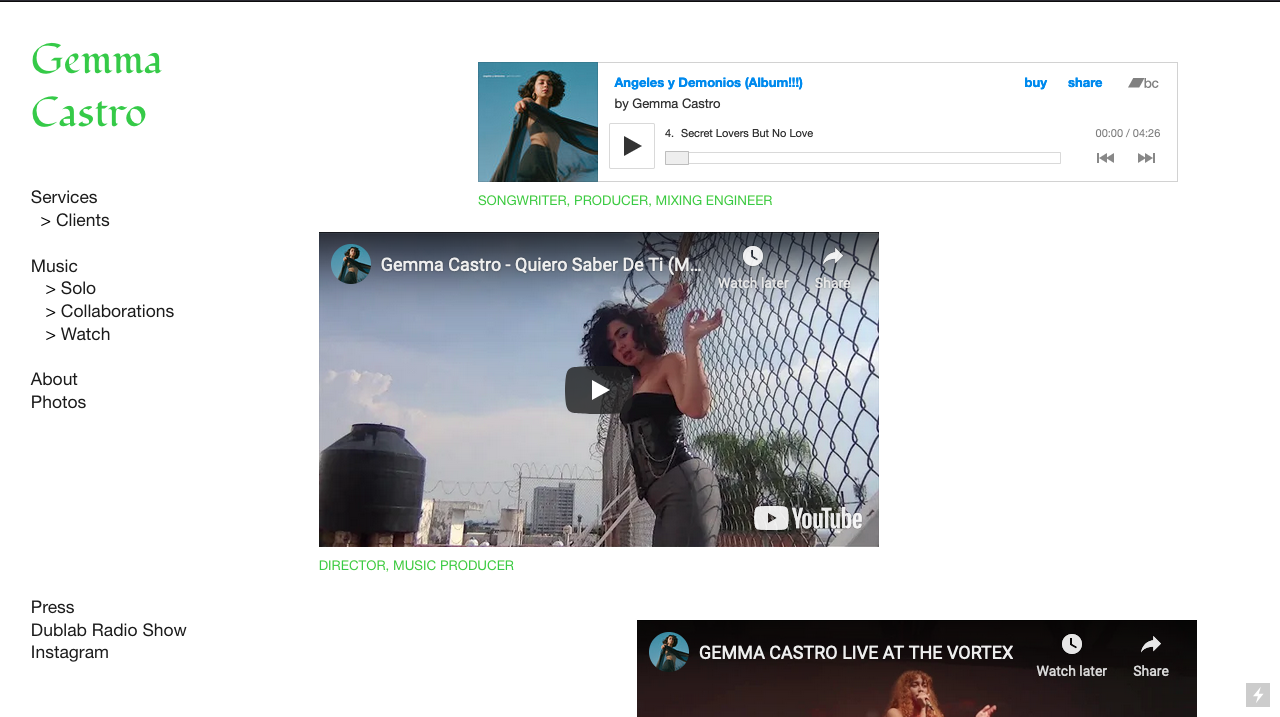 Gemma
Castro
Services
> Clients
Music
> Solo
> Collaborations
> Watch
About
Photos
Press
Dublab Radio Show
Instagram
Angeles y Demonios (Album!!!)
buy
share
bc
by Gemma Castro
4. Secret Lovers But No Love
00:00 / 04:26
SONGWRITER, PRODUCER, MIXING ENGINEER
Gemma Castro - Quiero Saber De Ti (M...
Watch later
Share
YouTube
DIRECTOR, MUSIC PRODUCER
GEMMA CASTRO LIVE AT THE VORTEX
Watch later
Share